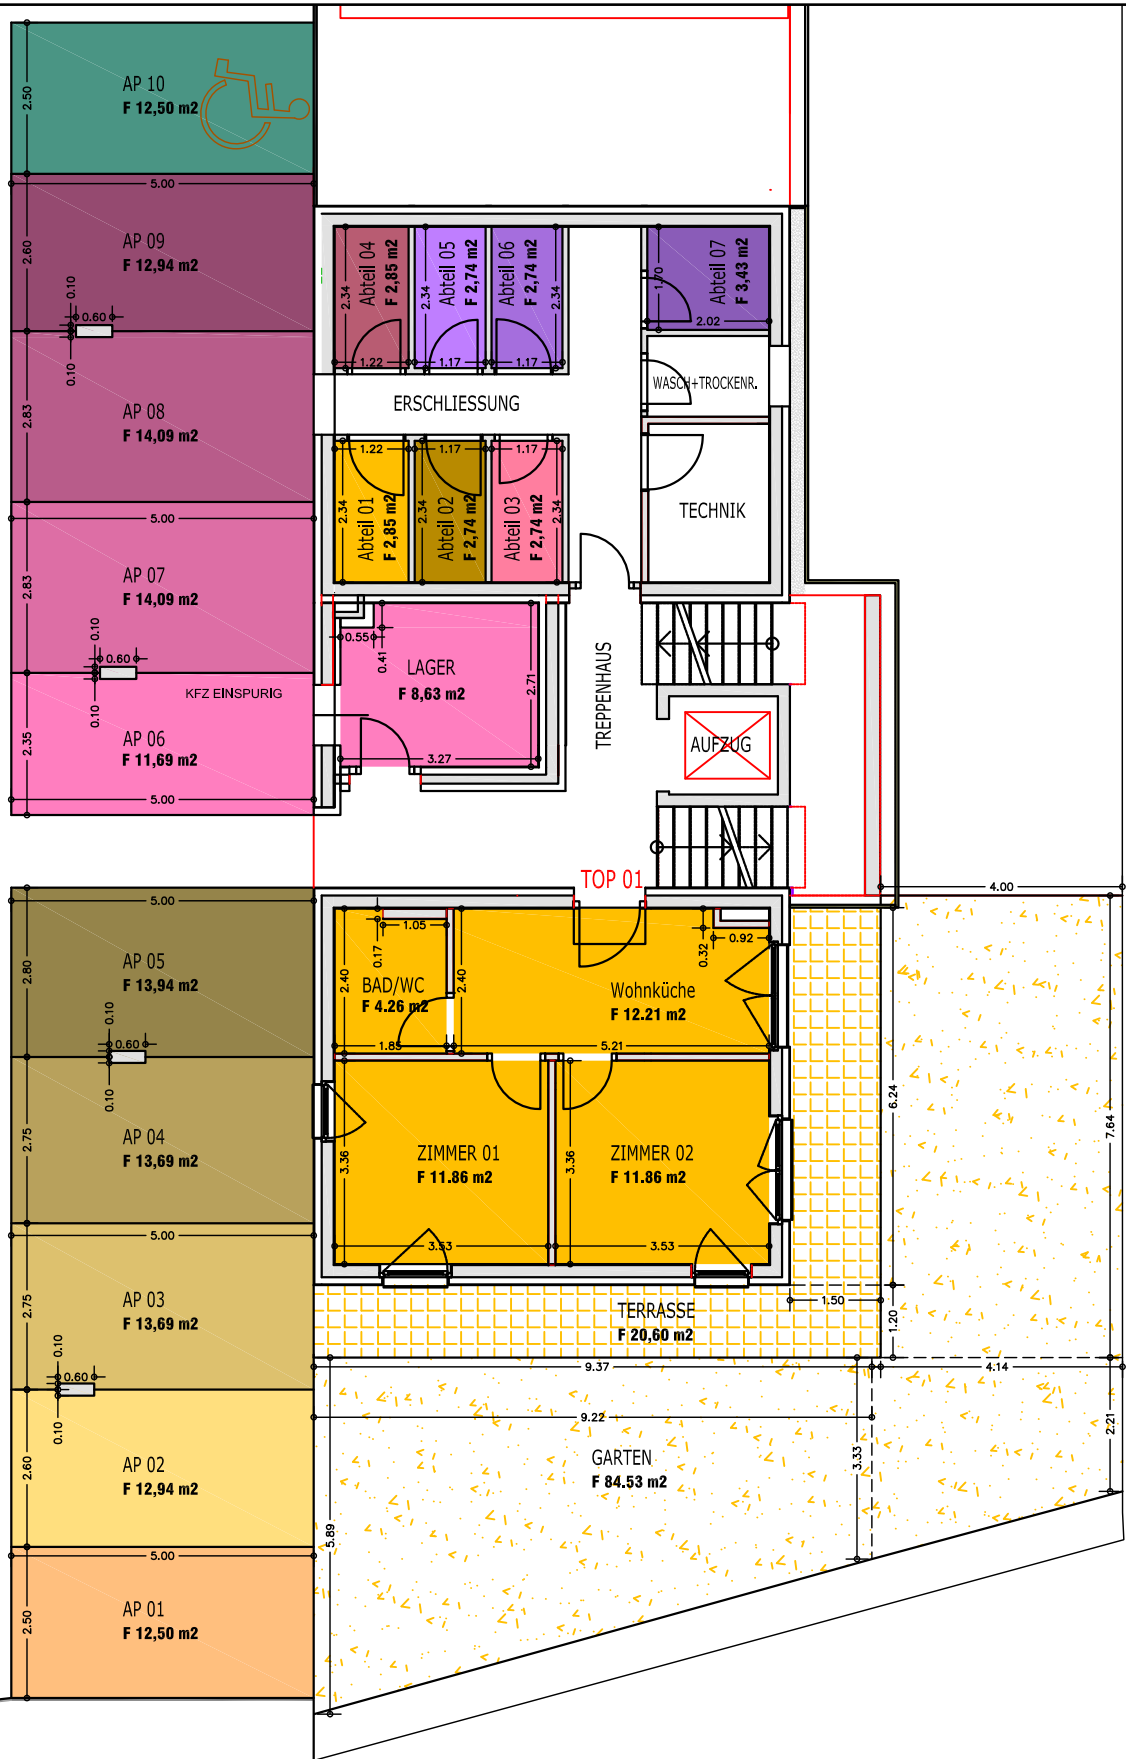 AP 10
F 12,50 m2
2.50
5.00
AP 09
F 12,94 m2
2.60
0.10
0.60
0.10
AP 08
F 14,09 m2
2.83
5.00
AP 07
F 14,09 m2
2.83
0.10
0.60
0.10
KFZ EINSPURIG
AP 06
F 11,69 m2
2.35
5.00
Abteil 04
F 2,85 m2
2.34
1.22
Abteil 05
F 2,74 m2
2.34
1.17
Abteil 06
F 2,74 m2
2.34
1.17
Abteil 07
F 3,43 m2
1.70
2.02
WASCH+TROCKENR.
ERSCHLIESSUNG
1.22
2.34
Abteil 01
F 2,85 m2
1.17
2.34
Abteil 02
F 2,74 m2
1.17
2.34
Abteil 03
F 2,74 m2
TECHNIK
0.55
0.41
LAGER
F 8,63 m2
2.71
3.27
TREPPENHAUS
AUFZUG
TOP 01
4.00
5.00
AP 05
F 13,94 m2
2.80
0.10
0.60
0.10
AP 04
F 13,69 m2
2.75
5.00
AP 03
F 13,69 m2
2.75
0.10
0.60
0.10
AP 02
F 12,94 m2
2.60
5.00
AP 01
F 12,50 m2
2.50
1.05
0.17
2.40
BAD/WC
F 4.26 m2
1.85
2.40
0.32
0.92
Wohnküche
F 12.21 m2
5.21
ZIMMER 01
F 11.86 m2
3.36
3.53
ZIMMER 02
F 11.86 m2
3.36
3.53
6.24
7.64
TERRASSE
F 20,60 m2
1.50
1.20
9.37
4.14
9.22
GARTEN
F 84.53 m2
3.33
2.21
5.89